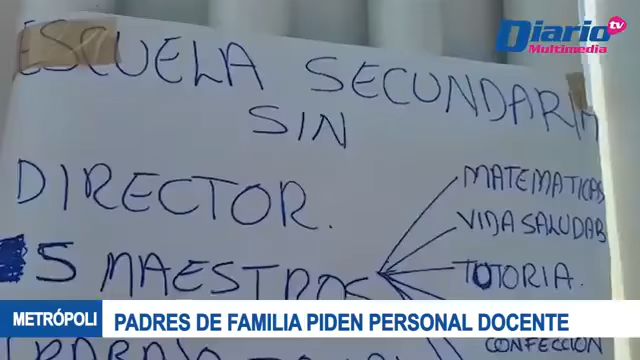 Diario tv
Multimedia
ESCUELA SECUNDARIA
SIN
DIRECTOR.
5 MAESTROS
MATEMATICAS
VIDA SALUDAB
TUTORIA.
METRÓPOLI
PADRES DE FAMILIA PIDEN PERSONAL DOCENTE
CONFECCION